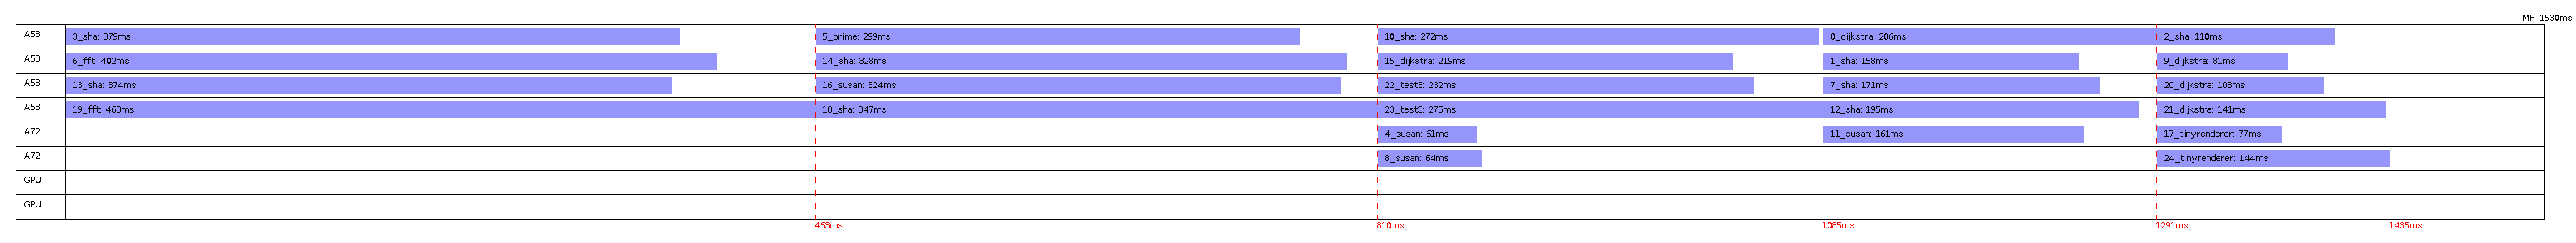 MF: 1530ms
A53 3_sha: 379ms 5_prime: 299ms 10_sha: 272ms 0_dijkstra: 206ms 2_sha: 110ms
A53 6_fft: 402ms 14_sha: 328ms 15_dijkstra: 219ms 1_sha: 158ms 9_dijkstra: 81ms
A53 13_sha: 374ms 16_susan: 324ms 22_test3: 232ms 7_sha: 171ms 20_dijkstra: 103ms
A53 19_fft: 463ms 18_sha: 347ms 23_test3: 275ms 12_sha: 195ms 21_dijkstra: 141ms
A72 4_susan: 61ms 11_susan: 161ms 17_tinyrenderer: 77ms
A72 8_susan: 64ms 24_tinyrenderer: 144ms
GPU
GPU
463ms 810ms 1085ms 1291ms 1435ms